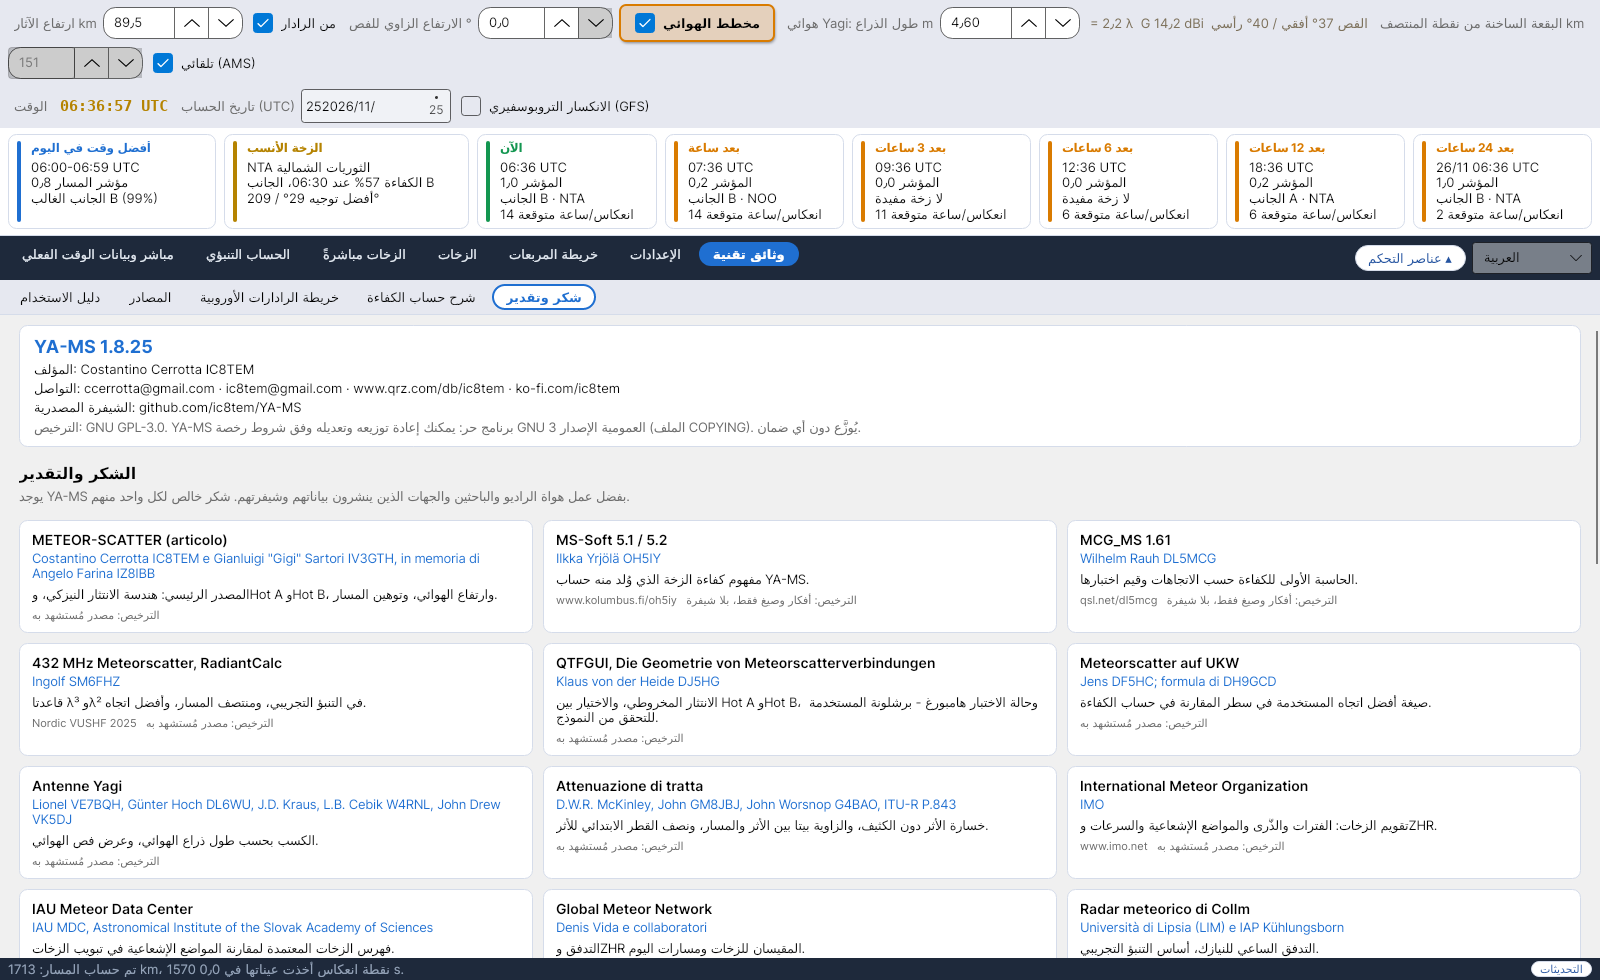 ارتفاع الآثار km 89٫5 من الرادار الارتفاع الزاوي للفص ° 0٫0 مخطط الهوائي هوائي Yagi: طول الذراع m 4٫60 = 2٫2 λ G 14٫2 dBi الفص 37° أفقي / 40° رأسي البقعة الساخنة من نقطة المنتصف km
151 تلقائي (AMS)
الوقت 06:36:57 UTC تاريخ الحساب (UTC) 252026/11/ 25 الانكسار التروبوسفيري (GFS)
أفضل وقت في اليوم
06:00-06:59 UTC
مؤشر المسار 0٫8
الجانب الغالب B (99%)
الزخة الأنسب
الثوريات الشمالية NTA
الكفاءة 57% عند 06:30، الجانب B
أفضل توجيه 29° / 209°
الآن
06:36 UTC
المؤشر 1٫0
الجانب B · NTA
انعكاس/ساعة متوقعة 14
بعد ساعة
07:36 UTC
المؤشر 0٫2
الجانب B · NOO
انعكاس/ساعة متوقعة 14
بعد 3 ساعات
09:36 UTC
المؤشر 0٫0
لا زخة مفيدة
انعكاس/ساعة متوقعة 11
بعد 6 ساعات
12:36 UTC
المؤشر 0٫0
لا زخة مفيدة
انعكاس/ساعة متوقعة 6
بعد 12 ساعات
18:36 UTC
المؤشر 0٫2
الجانب A · NTA
انعكاس/ساعة متوقعة 6
بعد 24 ساعات
26/11 06:36 UTC
المؤشر 1٫0
الجانب B · NTA
انعكاس/ساعة متوقعة 2
مباشر وبيانات الوقت الفعلي الحساب التنبؤي الزخات مباشرةً الزخات خريطة المربعات الإعدادات وثائق تقنية ▴ عناصر التحكم العربية
دليل الاستخدام المصادر خريطة الرادارات الأوروبية شرح حساب الكفاءة شكر وتقدير
YA-MS 1.8.25
المؤلف: Costantino Cerrotta IC8TEM
التواصل: ccerrotta@gmail.com · ic8tem@gmail.com · www.qrz.com/db/ic8tem · ko-fi.com/ic8tem
الشيفرة المصدرية: github.com/ic8tem/YA-MS
الترخيص: GNU GPL-3.0. YA-MS برنامج حر: يمكنك إعادة توزيعه وتعديله وفق شروط رخصة GNU العمومية الإصدار 3 (الملف COPYING). يُوزَّع دون أي ضمان.
الشكر والتقدير
يوجد YA-MS بفضل عمل هواة الراديو والباحثين والجهات الذين ينشرون بياناتهم وشيفرتهم. شكر خالص لكل واحد منهم.
METEOR-SCATTER (articolo)
Costantino Cerrotta IC8TEM e Gianluigi "Gigi" Sartori IV3GTH, in memoria di
Angelo Farina IZ8IBB
المصدر الرئيسي: هندسة الانتثار النيزكي، و Hot A وHot B، وارتفاع الهوائي، وتوهين المسار.
الترخيص: مصدر مُستشهد به
MS-Soft 5.1 / 5.2
Ilkka Yrjölä OH5IY
مفهوم كفاءة الزخة الذي وُلد منه حساب YA-MS.
www.kolumbus.fi/oh5iy الترخيص: أفكار وصيغ فقط، بلا شيفرة
MCG_MS 1.61
Wilhelm Rauh DL5MCG
الحاسبة الأولى للكفاءة حسب الاتجاهات وقيم اختبارها.
qsl.net/dl5mcg الترخيص: أفكار وصيغ فقط، بلا شيفرة
432 MHz Meteorscatter, RadiantCalc
Ingolf SM6FHZ
قاعدتا λ³ وλ² في التنبؤ التجريبي، ومنتصف المسار، وأفضل اتجاه.
Nordic VUSHF 2025 الترخيص: مصدر مُستشهد به
QTFGUI, Die Geometrie von Meteorscatterverbindungen
Klaus von der Heide DJ5HG
الانتثار المخروطي، والاختيار بين Hot A وHot B، وحالة الاختبار هامبورغ - برشلونة المستخدمة
للتحقق من النموذج.
الترخيص: مصدر مُستشهد به
Meteorscatter auf UKW
Jens DF5HC; formula di DH9GCD
صيغة أفضل اتجاه المستخدمة في سطر المقارنة في حساب الكفاءة.
الترخيص: مصدر مُستشهد به
Antenne Yagi
Lionel VE7BQH, Günter Hoch DL6WU, J.D. Kraus, L.B. Cebik W4RNL, John Drew
VK5DJ
الكسب بحسب طول ذراع الهوائي، وعرض فص الهوائي.
الترخيص: مصدر مُستشهد به
Attenuazione di tratta
D.W.R. McKinley, John GM8JBJ, John Worsnop G4BAO, ITU-R P.843
خسارة الأثر دون الكثيف، والزاوية بيتا بين الأثر والمسار، ونصف القطر الابتدائي للأثر.
الترخيص: مصدر مُستشهد به
International Meteor Organization
IMO
تقويم الزخات: الفترات والذُرى والمواضع الإشعاعية والسرعات و ZHR.
www.imo.net الترخيص: مصدر مُستشهد به
IAU Meteor Data Center
IAU MDC, Astronomical Institute of the Slovak Academy of Sciences
فهرس الزخات المعتمدة لمقارنة المواضع الإشعاعية في تبويب الزخات.
Global Meteor Network
Denis Vida e collaboratori
التدفق و ZHR المقيسان للزخات ومسارات اليوم.
Radar meteorico di Collm
Università di Lipsia (LIM) e IAP Kühlungsborn
التدفق الساعي للنيازك، أساس التنبؤ التجريبي.
تم حساب المسار: 1713 km، 1570 نقطة انعكاس أخذت عيناتها في 0٫0 s. التحديثات